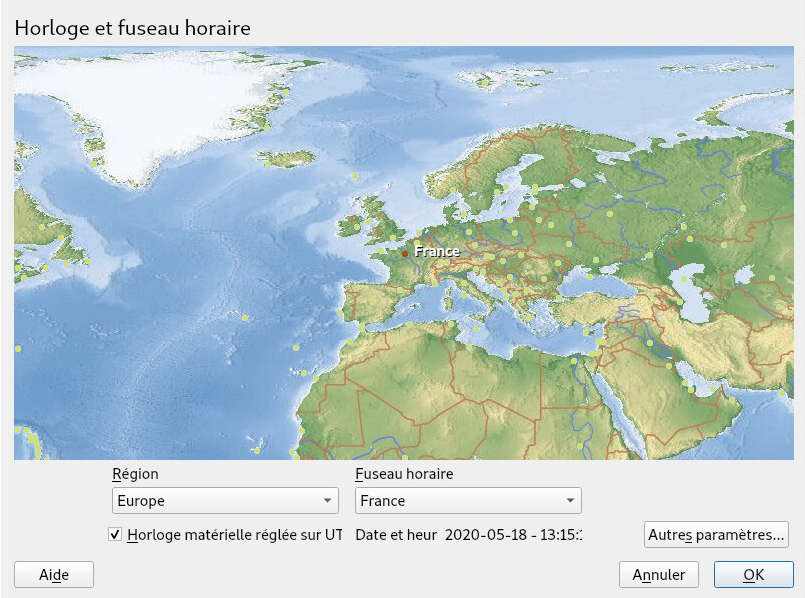 Horloge et fuseau horaire
France
Région
Fuseau horaire
Europe
France
Horloge matérielle réglée sur UT
Date et heur 2020-05-18 - 13:15:
Autres paramètres...
Aide
Annuler
OK